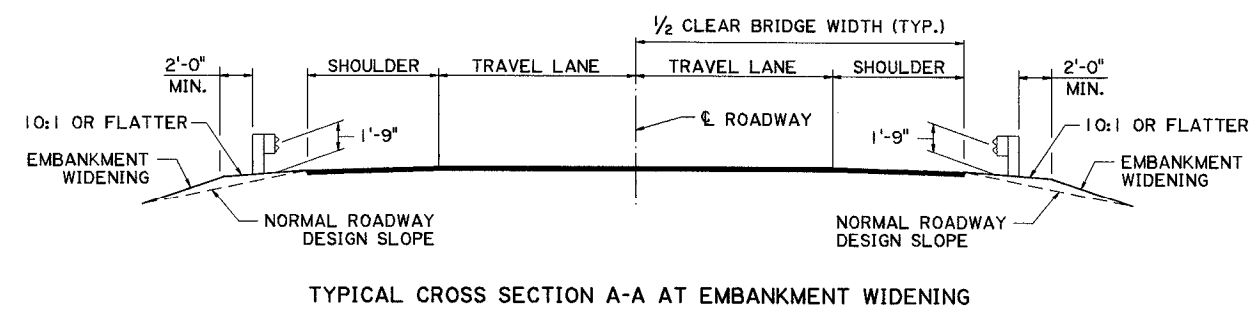 ½ CLEAR BRIDGE WIDTH (TYP.)
2'-0"
MIN.
SHOULDER
TRAVEL LANE
TRAVEL LANE
SHOULDER
2'-0"
MIN.
10:1 OR FLATTER
1'-9"
℄ ROADWAY
1'-9"
10:1 OR FLATTER
EMBANKMENT
WIDENING
EMBANKMENT
WIDENING
NORMAL ROADWAY
DESIGN SLOPE
NORMAL ROADWAY
DESIGN SLOPE
TYPICAL CROSS SECTION A-A AT EMBANKMENT WIDENING